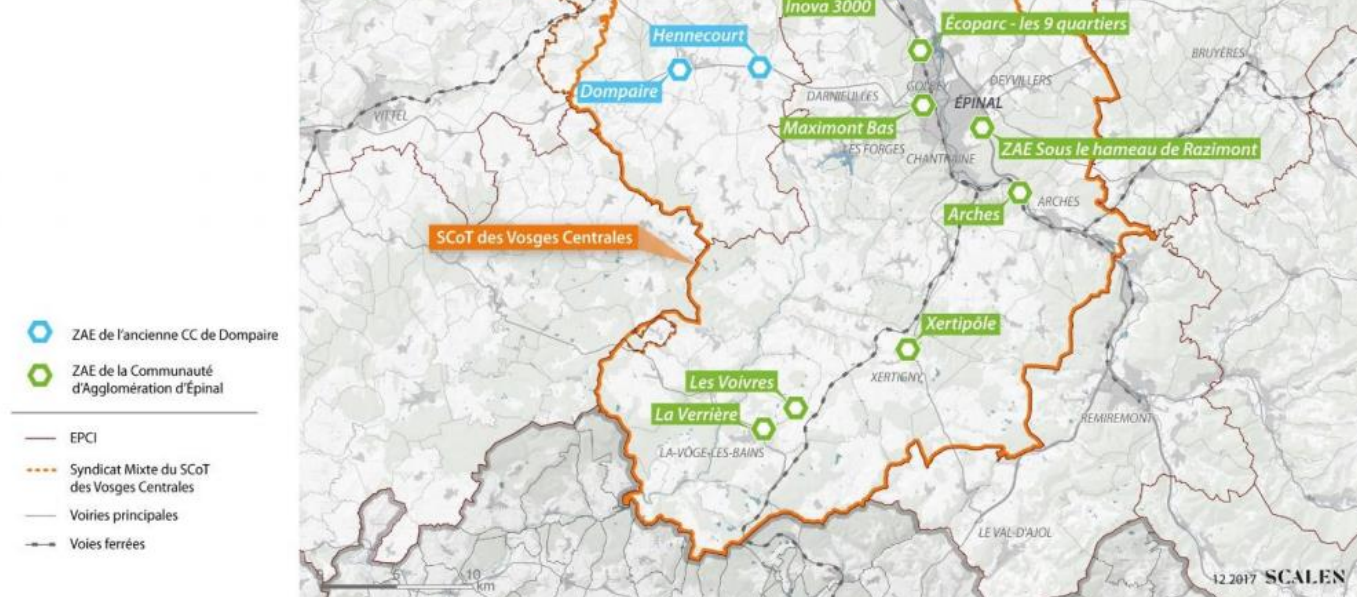 Inova 3000
Écoparc - les 9 quartiers
Hennecourt
BRUYÈRES
DEYVILLERS
Dompaire
DARNIEULLES
GOLBEY
ÉPINAL
VITTEL
Maximont Bas
LES FORGES
CHANTRAINE
ZAE Sous le hameau de Razimont
Arches
ARCHES
SCoT des Vosges Centrales
Xertipôle
XERTIGNY
Les Voivres
La Verrière
REMIREMONT
LA-VÔGE-LES-BAINS
LE VAL-D'AJOL
ZAE de l'ancienne CC de Dompaire
ZAE de la Communauté
d'Agglomération d'Épinal
EPCI
Syndicat Mixte du SCoT
des Vosges Centrales
Voiries principales
Voies ferrées
5
10
km
12.2017 SCALEN